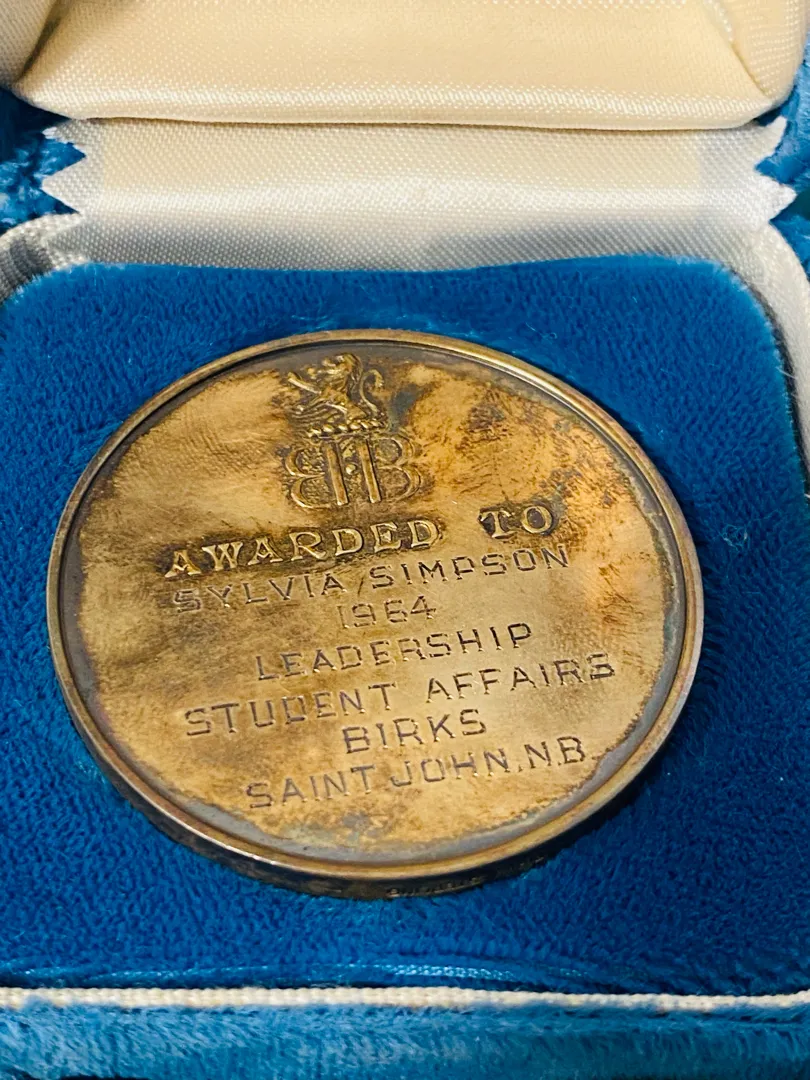 AWARDED TO
SYLVIA SIMPSON
1964
LEADERSHIP
STUDENT AFFAIRS
BIRKS
SAINT JOHN, N.B.